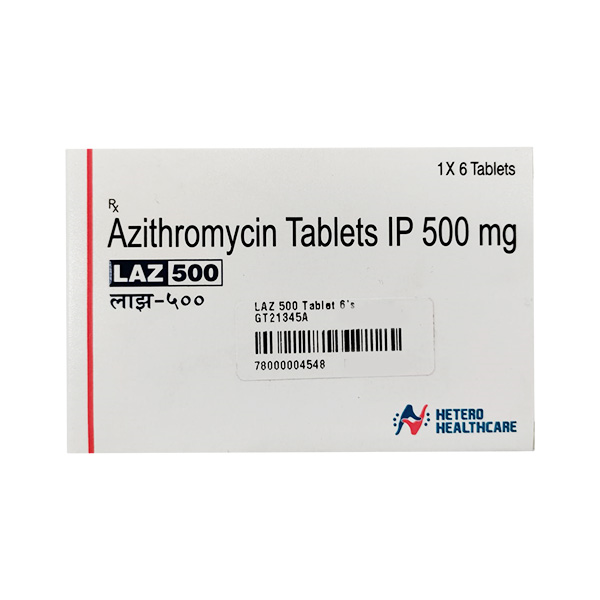 1 X 6 Tablets
Rx
Azithromycin Tablets IP 500 mg
LAZ 500
लाझ-५००
LAZ 500 Tablet 6's
GT21345A
78000004548
HETERO
HEALTHCARE